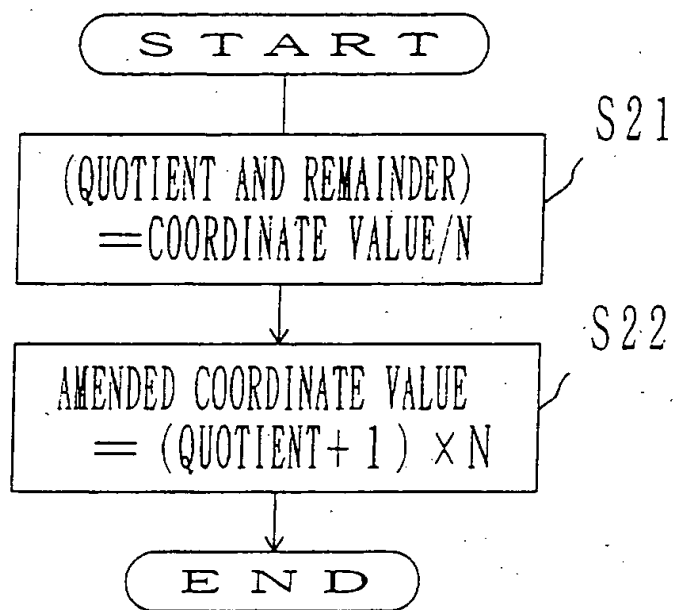 START
S21
(QUOTIENT AND REMAINDER)
=COORDINATE VALUE/N
S22
AMENDED COORDINATE VALUE
=(QUOTIENT+1)×N
END